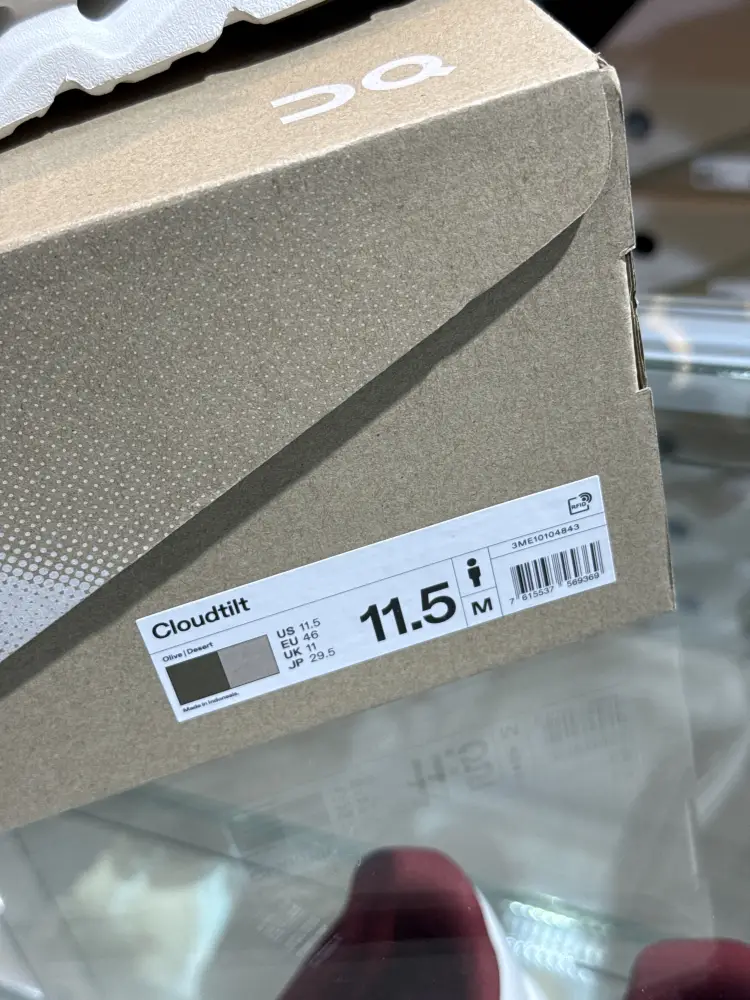 On
RFID
3ME10104843
Cloudtilt
Olive | Desert
US 11.5
EU 46
UK 11
JP 29.5
11.5
M
7 615537 569369
Made in Indonesia.